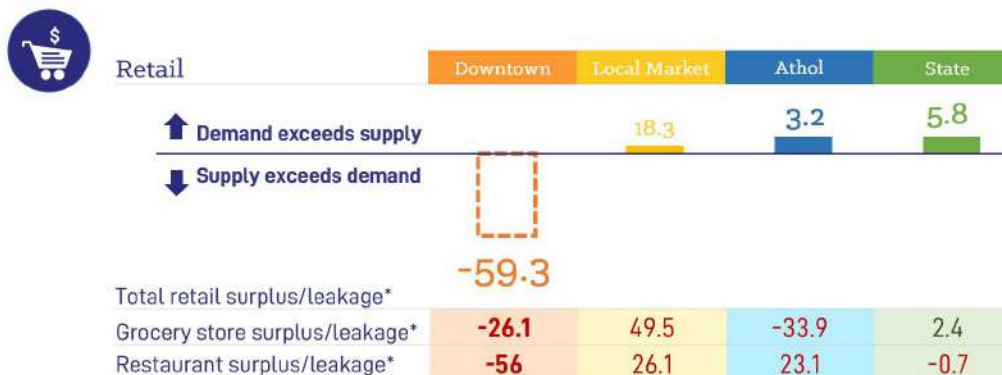 $
Retail Downtown Local Market Athol State
Demand exceeds supply 18.3 3.2 5.8
Supply exceeds demand
-59.3
Total retail surplus/leakage*
Grocery store surplus/leakage* -26.1 49.5 -33.9 2.4
Restaurant surplus/leakage* -56 26.1 23.1 -0.7